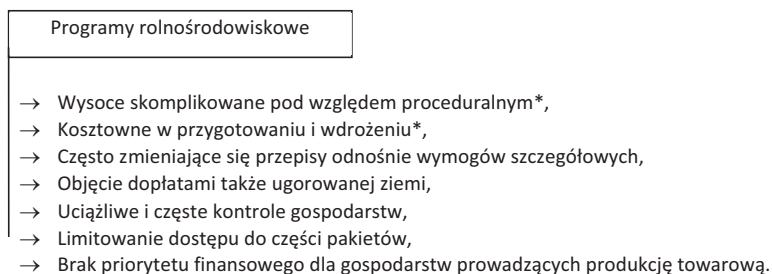 Programy rolnośrodowiskowe
→ Wysoce skomplikowane pod względem proceduralnym*,
→ Kosztowne w przygotowaniu i wdrożeniu*,
→ Często zmieniające się przepisy odnośnie wymogów szczegółowych,
→ Objęcie dopłatami także ugorowanej ziemi,
→ Uciążliwe i częste kontrole gospodarstw,
→ Limitowanie dostępu do części pakietów,
→ Brak priorytetu finansowego dla gospodarstw prowadzących produkcję towarową.